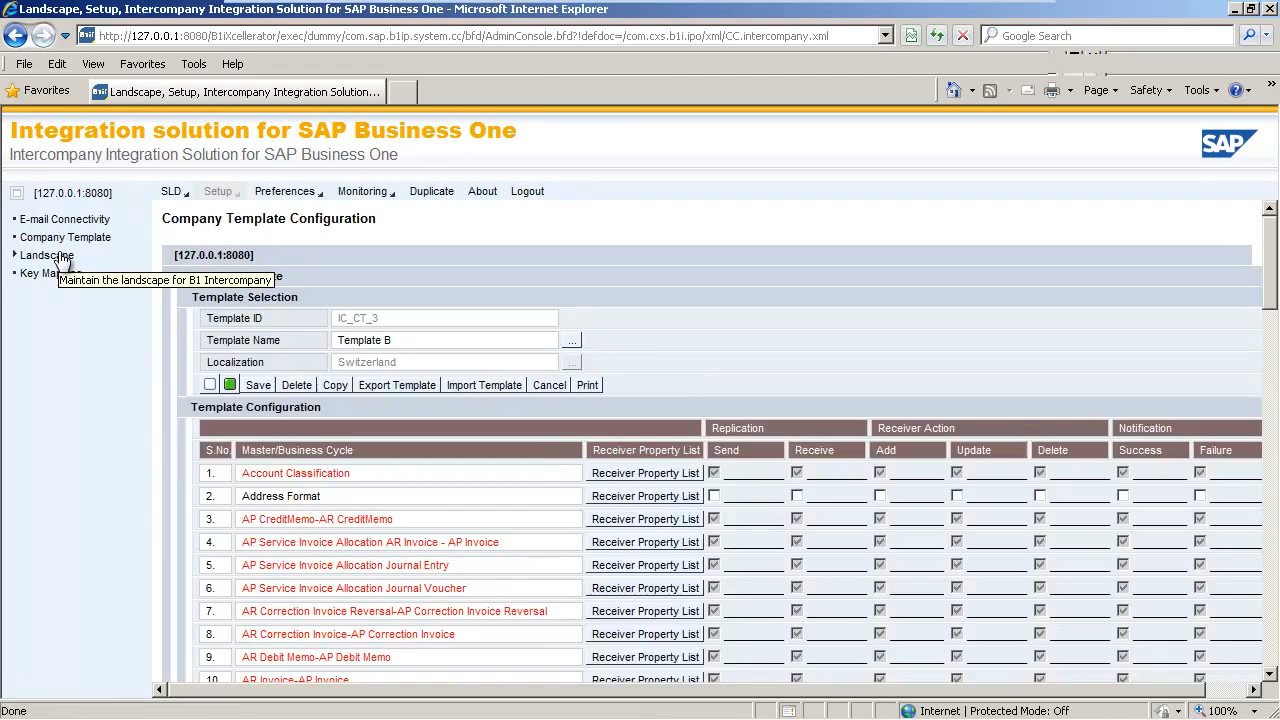 Landscape, Setup, Intercompany Integration Solution for SAP Business One - Microsoft Internet Explorer
http://127.0.0.1:8080/B1iXcellerator/exec/dummy/com.sap.b1ip.system.cc/bfd/AdminConsole.bfd?!defdoc=/com.cxs.b1i.ipo/xml/CC.intercompany.xml
Google Search
File Edit View Favorites Tools Help
Favorites
Landscape, Setup, Intercompany Integration Solution...
Page Safety Tools
Integration solution for SAP Business One
Intercompany Integration Solution for SAP Business One
SAP
[127.0.0.1:8080]
SLD Setup Preferences Monitoring Duplicate About Logout
E-mail Connectivity
Company Template
Landscape
Key
Maintain the landscape for B1 Intercompany
Company Template Configuration
[127.0.0.1:8080]
Template Selection
Template ID IC_CT_3
Template Name Template B ...
Localization Switzerland ...
Save Delete Copy Export Template Import Template Cancel Print
Template Configuration
Replication Receiver Action Notification
S.No. Master/Business Cycle Receiver Property List Send Receive Add Update Delete Success Failure
1. Account Classification Receiver Property List
2. Address Format Receiver Property List
3. AP CreditMemo-AR CreditMemo Receiver Property List
4. AP Service Invoice Allocation AR Invoice - AP Invoice Receiver Property List
5. AP Service Invoice Allocation Journal Entry Receiver Property List
6. AP Service Invoice Allocation Journal Voucher Receiver Property List
7. AR Correction Invoice Reversal-AP Correction Invoice Reversal Receiver Property List
8. AR Correction Invoice-AP Correction Invoice Receiver Property List
9. AR Debit Memo-AP Debit Memo Receiver Property List
10. AR Invoice-AP Invoice
Done
Internet | Protected Mode: Off
100%